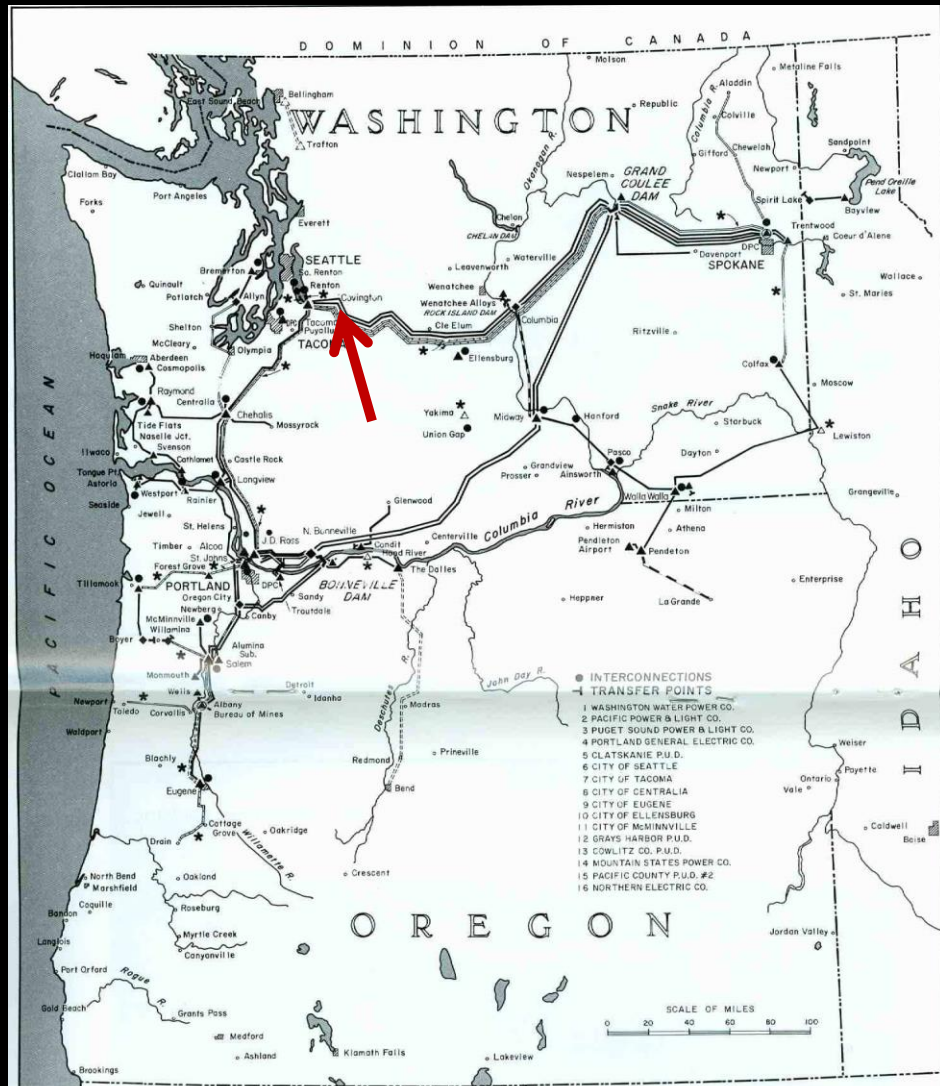 DOMINION OF CANADA
WASHINGTON
Molson
Metaline Falls
Aladdin
Bellingham
East Sound Beach
Trafton
Okanogan R.
Republic
Columbia R.
Colville
Chewelah
Gifford
Newport
Sandpoint
Clallam Bay
Port Angeles
Forks
Nespelem
GRAND COULEE DAM
Spirit Lake
Pend Oreille Lake
Bayview
Chelan
CHELAN DAM
Everett
Trentwood
DPC
Coeur d'Alene
SEATTLE
So. Renton
Renton
Bremerton
Leavenworth
Waterville
Davenport
SPOKANE
Wallace
Quinault
Potlatch
Allyn
Covington
Wenatchee
Wenatchee Alloys
ROCK ISLAND DAM
Columbia
St. Maries
Shelton
Tacoma
Puyallup
TACOMA
Cle Elum
McCleary
Olympia
Ritzville
Ellensburg
Hoquiam
Aberdeen
Cosmopolis
Colfax
Moscow
Raymond
Centralia
Chehalis
Mossyrock
Yakima
Union Gap
Midway
Hanford
Snake River
Starbuck
Lewiston
Tide Flats
Naselle Jct.
Svenson
Ilwaco
Cathlamet
Castle Rock
Pasco
Dayton
Grandview
Prosser
Ainsworth
Tongue Pt.
Astoria
Westport
Rainier
Longview
Walla Walla
Grangeville
Seaside
Jewell
Glenwood
Milton
St. Helens
N. Bunneville
Columbia River
Hermiston
Athena
Timber
Alcoa
J.D. Ross
Condit
Hood River
Centerville
Pendleton Airport
Pendeton
St. Johns
Forest Grove
Tillamook
PORTLAND
DPC
BONNEVILLE DAM
The Dalles
Enterprise
Oregon City
Sandy
Troutdale
Heppner
La Grande
Newberg
Canby
McMinnville
Willamina
Boyer
Alumina Sub.
Salem
PACIFIC OCEAN
IDAHO
Monmouth
Detroit
Idanha
John Day R.
Deschutes R.
Newport
Wells
Toledo
Corvallis
Albany
Bureau of Mines
Madras
Waldport
INTERCONNECTIONS
TRANSFER POINTS
1 WASHINGTON WATER POWER CO.
2 PACIFIC POWER & LIGHT CO.
3 PUGET SOUND POWER & LIGHT CO.
4 PORTLAND GENERAL ELECTRIC CO.
5 CLATSKANIE P.U.D.
6 CITY OF SEATTLE
7 CITY OF TACOMA
8 CITY OF CENTRALIA
9 CITY OF EUGENE
10 CITY OF ELLENSBURG
11 CITY OF McMINNVILLE
12 GRAYS HARBOR P.U.D.
13 COWLITZ CO. P.U.D.
14 MOUNTAIN STATES POWER CO.
15 PACIFIC COUNTY P.U.D. #2
16 NORTHERN ELECTRIC CO.
Blachly
Redmond
Prineville
Weiser
Payette
Ontario
Vale
Eugene
Bend
Cottage Grove
Oakridge
Willamette R.
Caldwell
Boise
Drain
Crescent
North Bend
Marshfield
Oakland
Coquille
Bandon
Roseburg
OREGON
Langlois
Myrtle Creek
Canyonville
Jordan Valley
Port Orford
Rogue R.
Gold Beach
Grants Pass
SCALE OF MILES
0 20 40 60 80 100
Medford
Ashland
Klamath Falls
Lakeview
Brookings